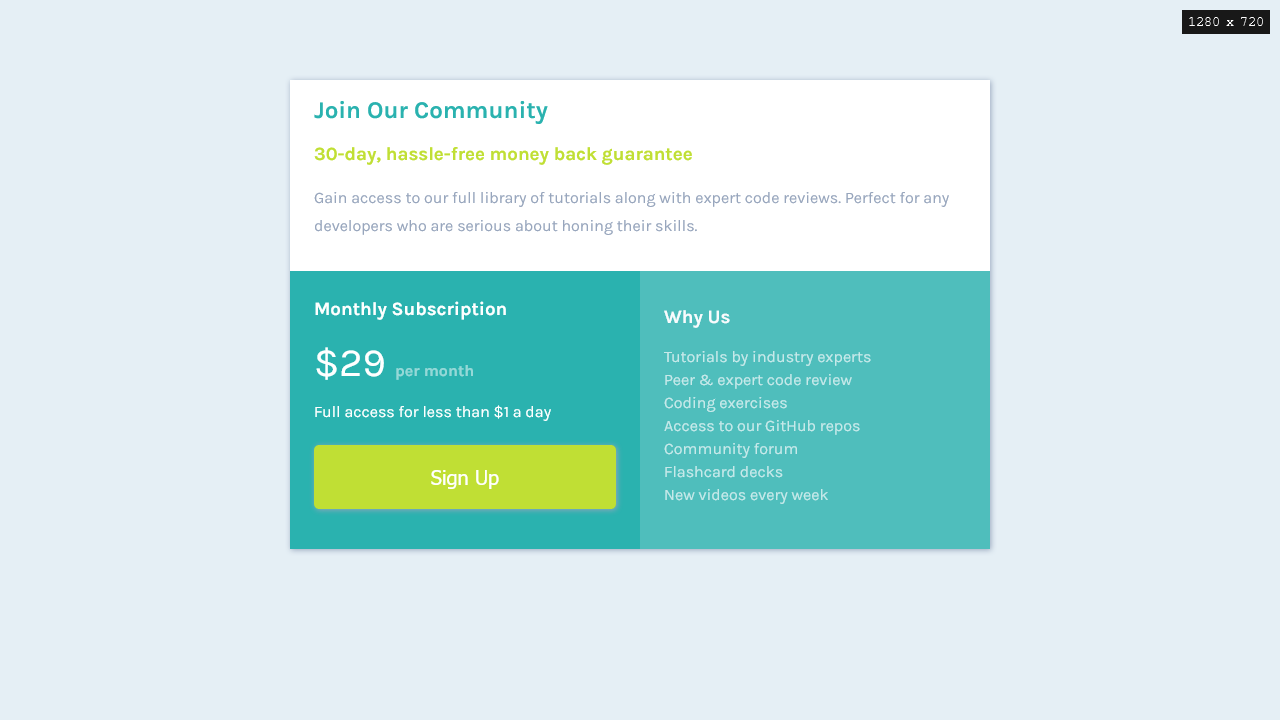 1280 x 720
Join Our Community
30-day, hassle-free money back guarantee
Gain access to our full library of tutorials along with expert code reviews. Perfect for any
developers who are serious about honing their skills.
Monthly Subscription
$29 per month
Full access for less than $1 a day
Sign Up
Why Us
Tutorials by industry experts
Peer & expert code review
Coding exercises
Access to our GitHub repos
Community forum
Flashcard decks
New videos every week